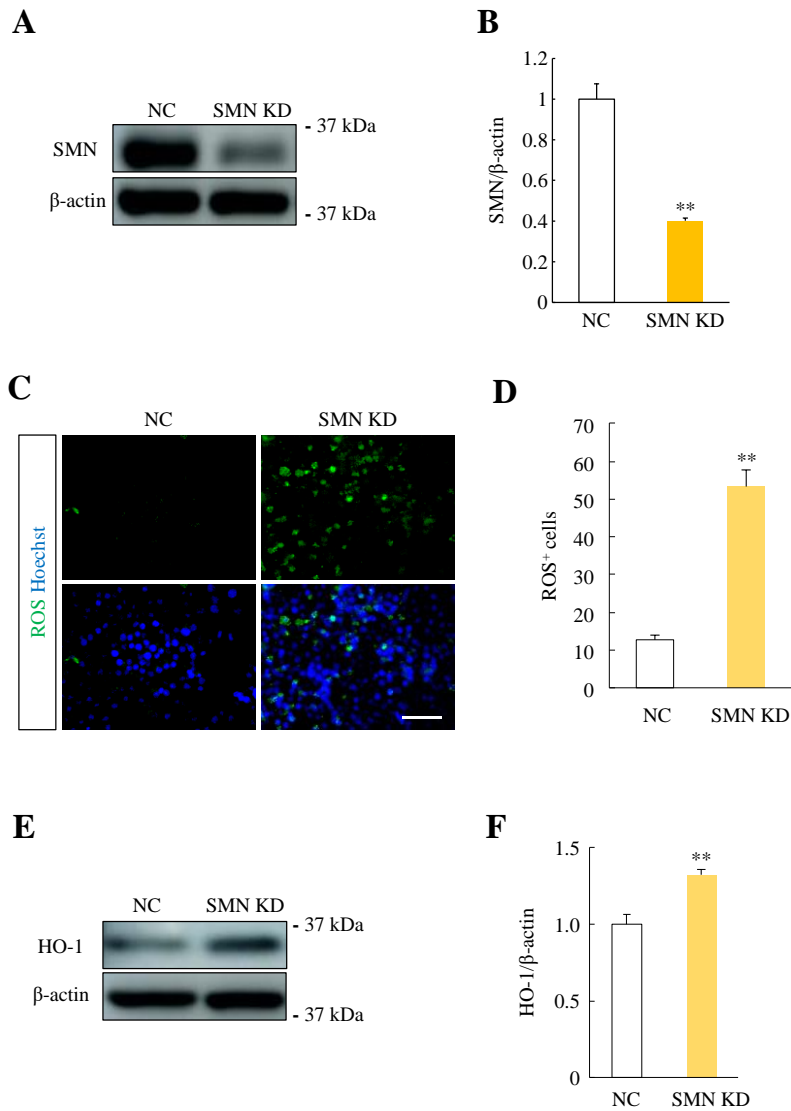 A
NC SMN KD
- 37 kDa
SMN
β-actin
- 37 kDa
B
1.2
1
0.8
0.6
0.4
0.2
0
SMN/β-actin
**
NC SMN KD
C
NC SMN KD
ROS Hoechst
D
70
60
50
40
30
20
10
0
ROS⁺ cells
**
NC SMN KD
E
NC SMN KD
- 37 kDa
HO-1
β-actin
- 37 kDa
F
1.5
1.0
0.5
0
HO-1/β-actin
**
NC SMN KD